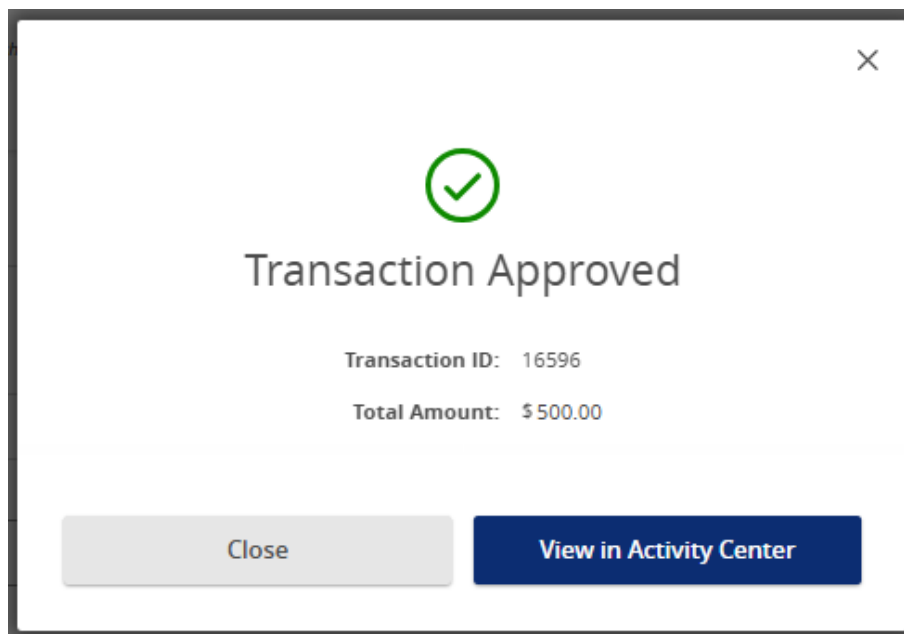 Transaction Approved
Transaction ID: 16596
Total Amount: $500.00
Close
View in Activity Center